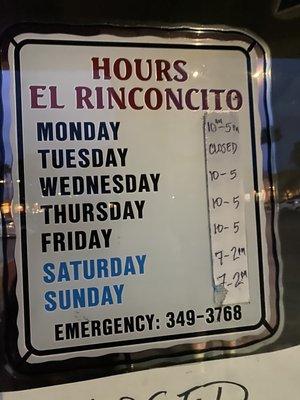 HOURS
EL RINCONCITO
MONDAY 10AM-5PM
TUESDAY CLOSED
WEDNESDAY 10-5
THURSDAY 10-5
FRIDAY 10-5
SATURDAY 7-2PM
SUNDAY 7-2PM
EMERGENCY: 349-3768